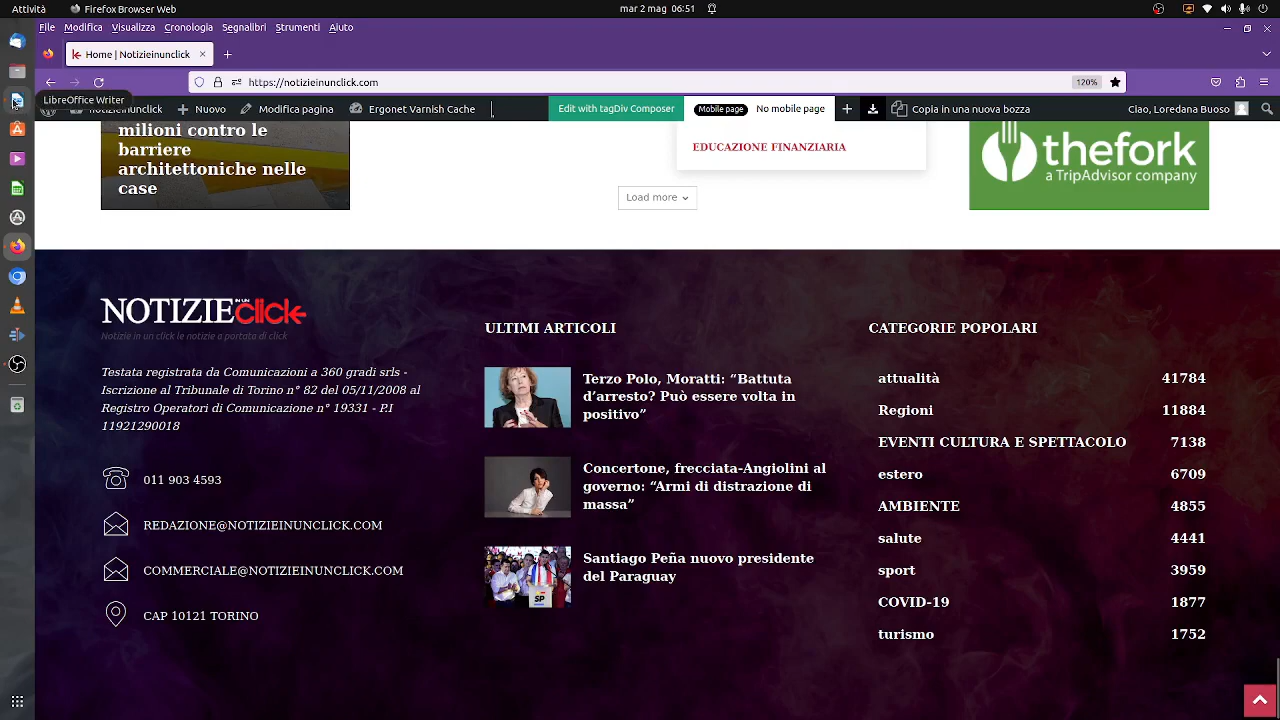 Attività
Firefox Browser Web
mar 2 mag 06:51
File
Modifica
Visualizza
Cronologia
Segnalibri
Strumenti
Aiuto
Home | Notizieinunclick
https://notizieinunclick.com
120%
LibreOffice Writer
Nuovo
Modifica pagina
Ergonet Varnish Cache
Edit with tagDiv Composer
Mobile page
No mobile page
Copia in una nuova bozza
Ciao, Loredana Buoso
milioni contro le
barriere
architettoniche nelle
case
EDUCAZIONE FINANZIARIA
Load more
thefork
a TripAdvisor company
NOTIZIE IN UN click
Notizie in un click le notizie a portata di click
Testata registrata da Comunicazioni a 360 gradi srls -
Iscrizione al Tribunale di Torino n° 82 del 05/11/2008 al
Registro Operatori di Comunicazione n° 19331 - P.I
11921290018
011 903 4593
REDAZIONE@NOTIZIEINUNCLICK.COM
COMMERCIALE@NOTIZIEINUNCLICK.COM
CAP 10121 TORINO
ULTIMI ARTICOLI
Terzo Polo, Moratti: “Battuta
d’arresto? Può essere volta in
positivo”
Concertone, frecciata-Angiolini al
governo: “Armi di distrazione di
massa”
SP
Santiago Peña nuovo presidente
del Paraguay
CATEGORIE POPOLARI
attualità 41784
Regioni 11884
EVENTI CULTURA E SPETTACOLO 7138
estero 6709
AMBIENTE 4855
salute 4441
sport 3959
COVID-19 1877
turismo 1752